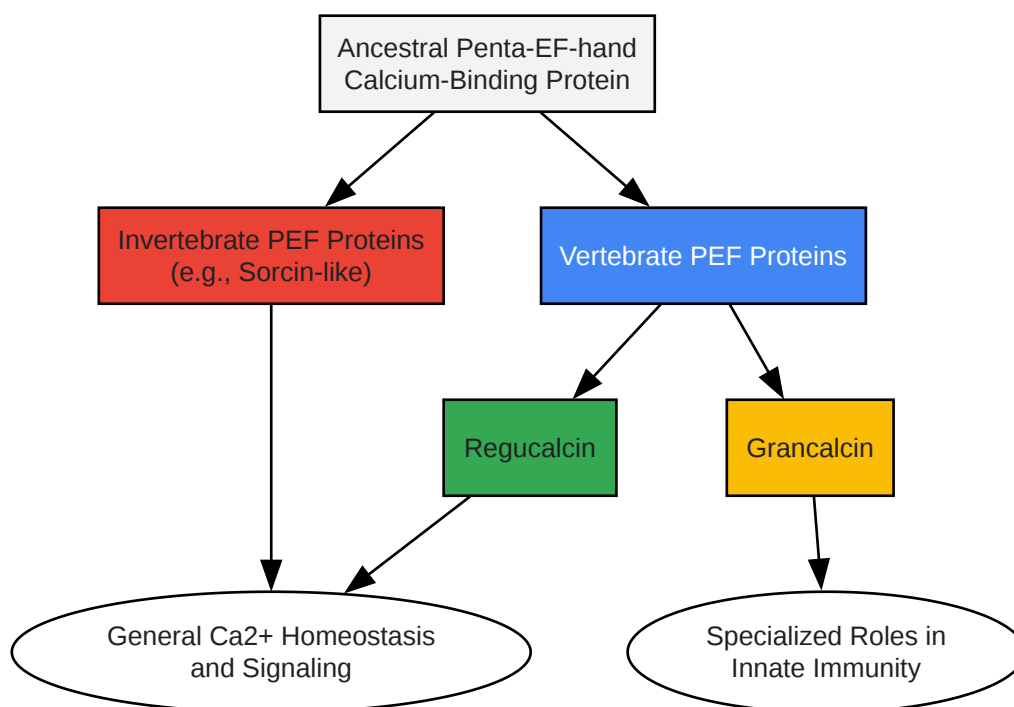 Ancestral Penta-EF-hand
Calcium-Binding Protein
Invertebrate PEF Proteins
(e.g., Sorcin-like)
Vertebrate PEF Proteins
Regucalcin
Grancalcin
General Ca2+ Homeostasis
and Signaling
Specialized Roles in
Innate Immunity